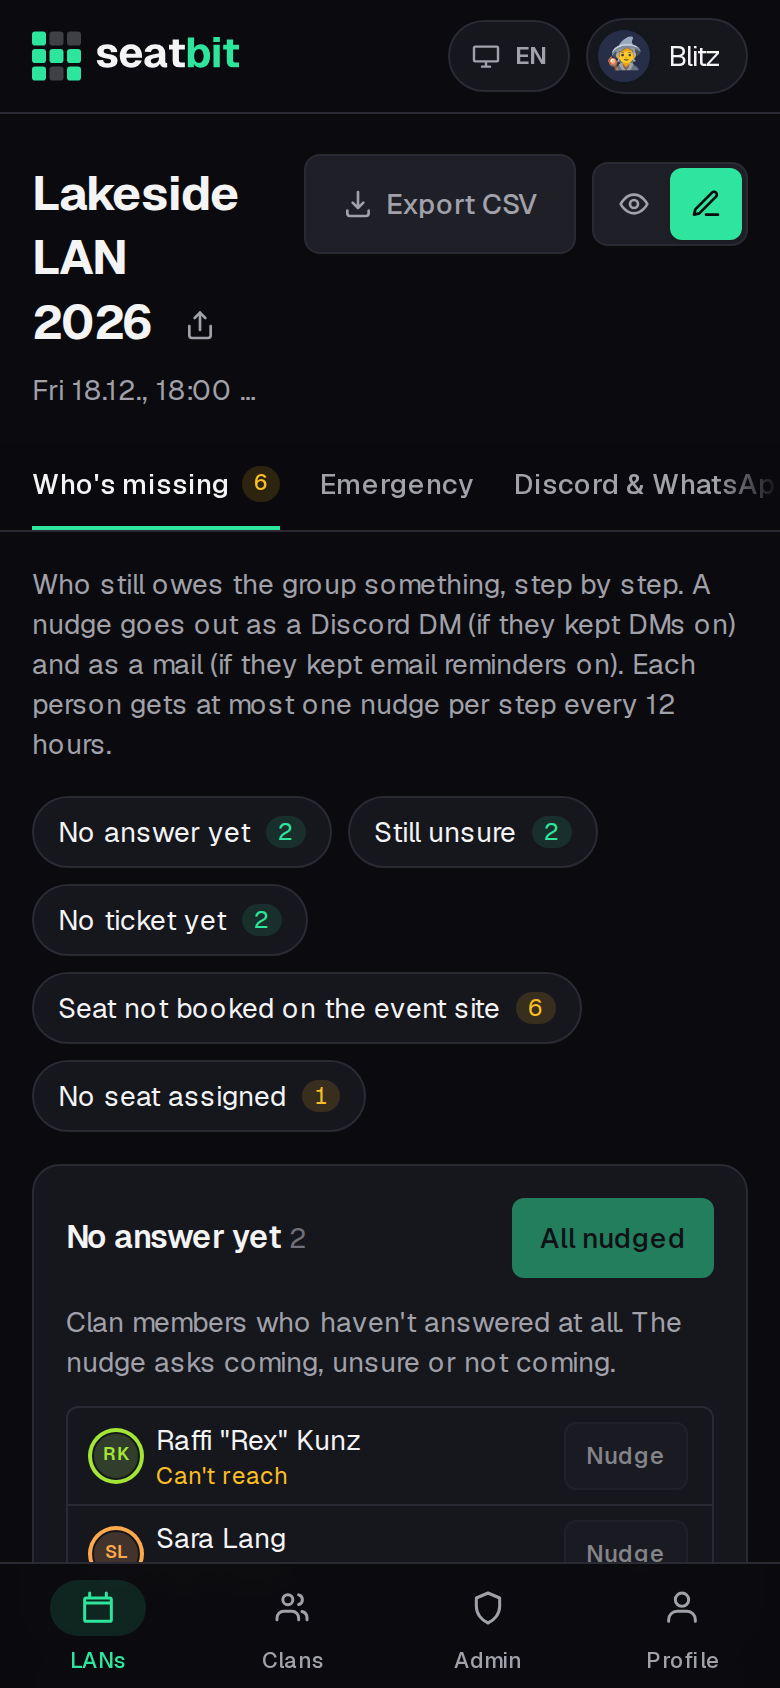 seatbit
EN
Blitz
Lakeside
LAN
2026
Export CSV
Fri 18.12., 18:00 ...
Who's missing 6
Emergency
Discord & WhatsAp
Who still owes the group something, step by step. A
nudge goes out as a Discord DM (if they kept DMs on)
and as a mail (if they kept email reminders on). Each
person gets at most one nudge per step every 12
hours.
No answer yet 2
Still unsure 2
No ticket yet 2
Seat not booked on the event site 6
No seat assigned 1
No answer yet 2
All nudged
Clan members who haven't answered at all. The
nudge asks coming, unsure or not coming.
RK
Raffi "Rex" Kunz
Can't reach
Nudge
SL
Sara Lang
Nudge
LANs
Clans
Admin
Profile